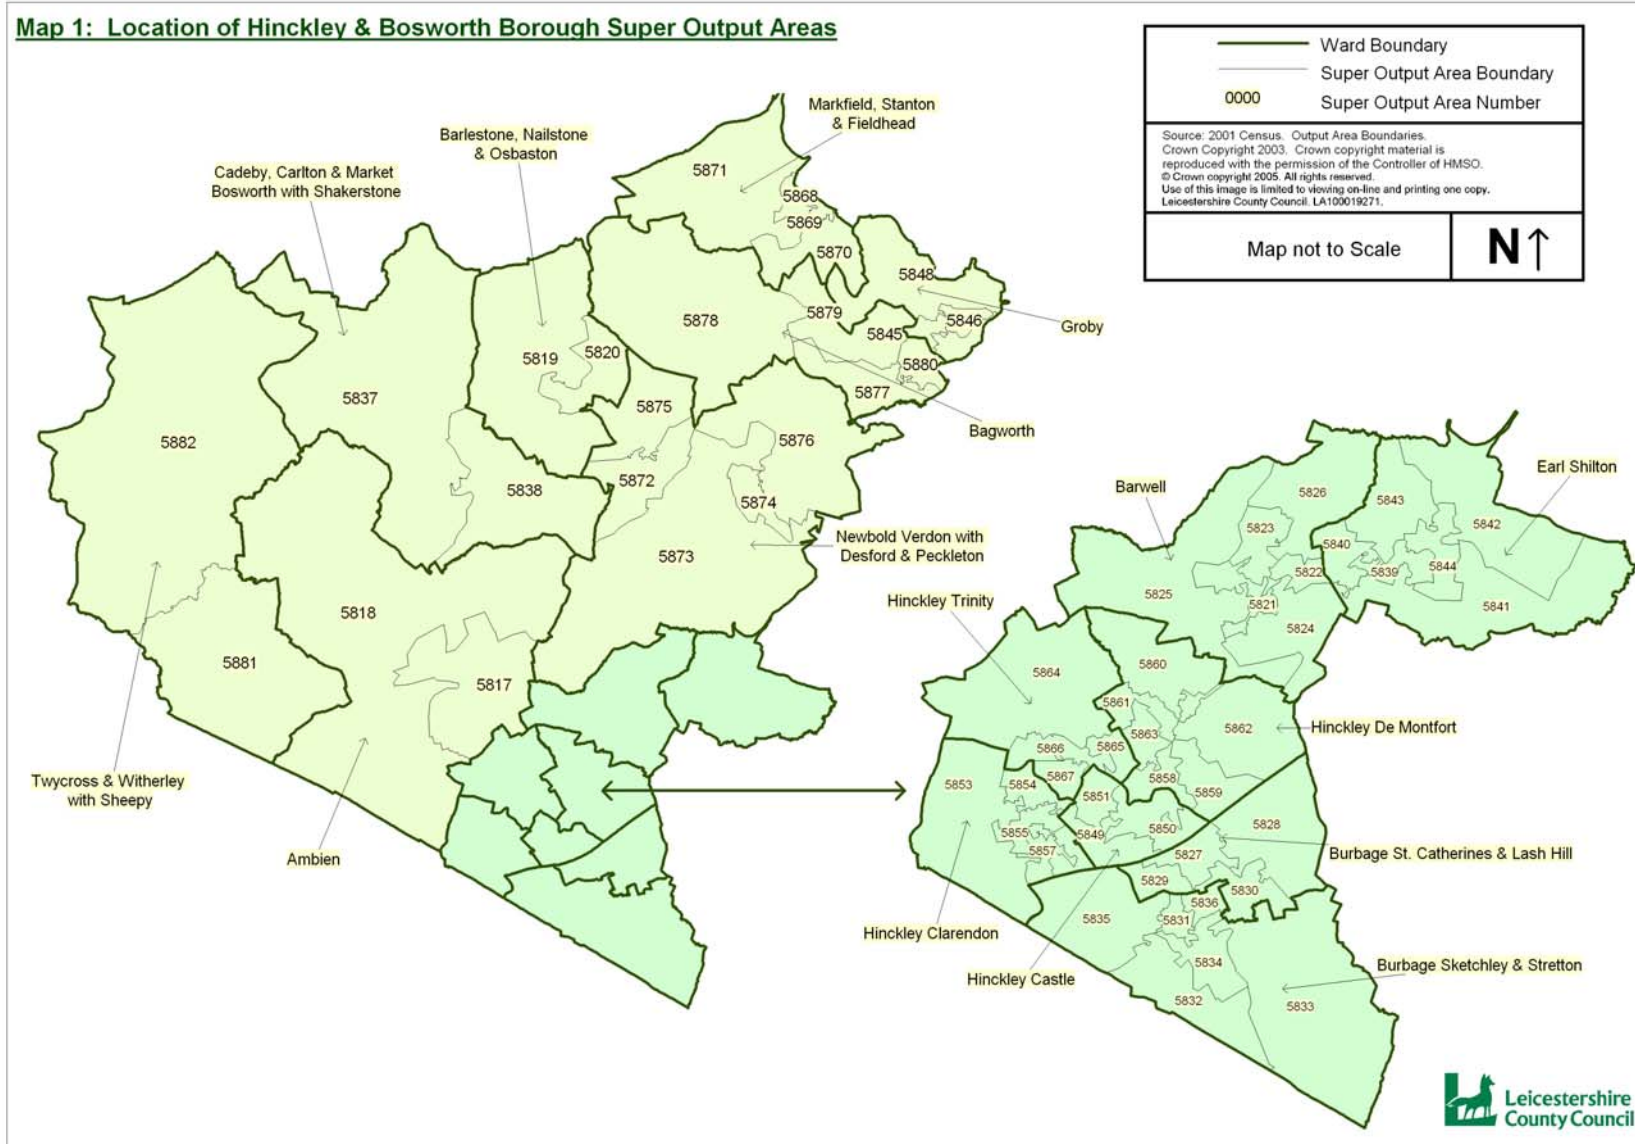 Map 1: Location of Hinckley & Bosworth Borough Super Output Areas
Ward Boundary
Super Output Area Boundary
0000
Super Output Area Number
Source: 2001 Census. Output Area Boundaries.
Crown Copyright 2003. Crown copyright material is
reproduced with the permission of the Controller of HMSO.
© Crown copyright 2005. All rights reserved.
Use of this image is limited to viewing on-line and printing one copy.
Leicestershire County Council. LA100019271.
Map not to Scale
N
Markfield, Stanton
& Fieldhead
Barlestone, Nailstone
& Osbaston
Cadeby, Carlton & Market
Bosworth with Shakerstone
5871
5868
5869
5870
5848
5879
5846
5878
5845
Groby
5819
5820
5880
5877
5837
5875
Bagworth
5882
5876
5872
5838
5874
Newbold Verdon with
Desford & Peckleton
5873
5818
5881
5817
Twycross & Witherley
with Sheepy
Ambien
Earl Shilton
Barwell
5826
5843
5842
5823
5840
5822
5839
5844
5825
5821
5841
5824
Hinckley Trinity
5860
5864
5861
5862
Hinckley De Montfort
5863
5866
5865
5867
5858
5853
5854
5859
5851
5828
5855
5849
5850
5857
5827
Burbage St. Catherines & Lash Hill
5829
5830
5836
5835
5831
Hinckley Clarendon
Hinckley Castle
5834
Burbage Sketchley & Stretton
5832
5833
Leicestershire
County Council